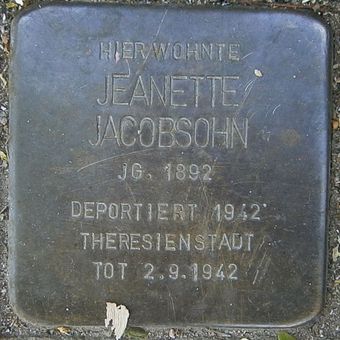 HIER WOHNTE
JEANETTE
JACOBSOHN
JG. 1892
DEPORTIERT 1942
THERESIENSTADT
TOT 2.9.1942